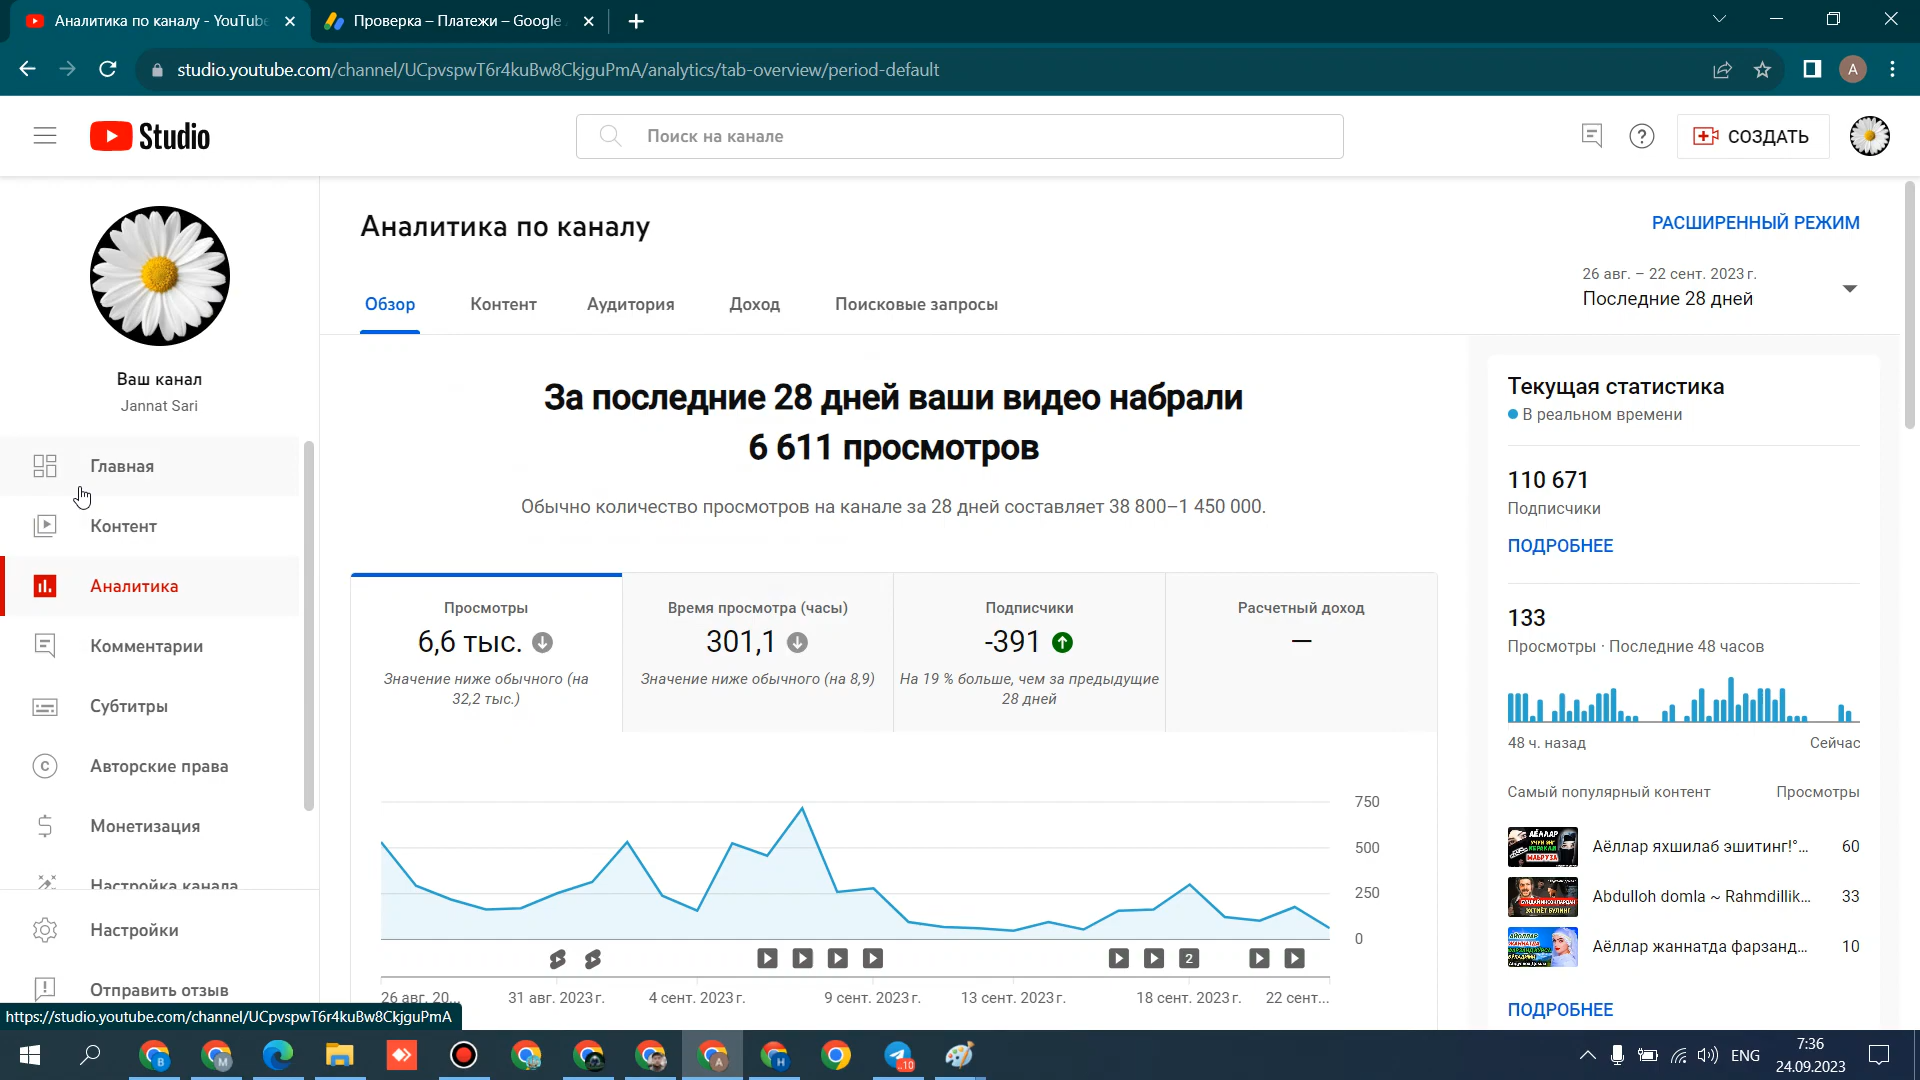 Аналитика по каналу - YouTube
Проверка – Платежи – Google
studio.youtube.com/channel/UCpvspwT6r4kuBw8CkjguPmA/analytics/tab-overview/period-default
A
Studio
Поиск на канале
СОЗДАТЬ
Ваш канал
Jannat Sari
Главная
Контент
Аналитика
Комментарии
Субтитры
Авторские права
Монетизация
Настройка канала
Настройки
Отправить отзыв
https://studio.youtube.com/channel/UCpvspwT6r4kuBw8CkjguPmA
Аналитика по каналу
РАСШИРЕННЫЙ РЕЖИМ
Обзор
Контент
Аудитория
Доход
Поисковые запросы
26 авг. – 22 сент. 2023 г.
Последние 28 дней
За последние 28 дней ваши видео набрали
6 611 просмотров
Обычно количество просмотров на канале за 28 дней составляет 38 800–1 450 000.
Просмотры
6,6 тыс.
Значение ниже обычного (на
32,2 тыс.)
Время просмотра (часы)
301,1
Значение ниже обычного (на 8,9)
Подписчики
-391
На 19 % больше, чем за предыдущие
28 дней
Расчетный доход
—
750
500
250
0
2
26 авг. 20...
31 авг. 2023 г.
4 сент. 2023 г.
9 сент. 2023 г.
13 сент. 2023 г.
18 сент. 2023 г.
22 сент...
Текущая статистика
В реальном времени
110 671
Подписчики
ПОДРОБНЕЕ
133
Просмотры · Последние 48 часов
48 ч. назад
Сейчас
Самый популярный контент
Просмотры
Аёллар яхшилаб эшитинг!°...
60
Abdulloh domla ~ Rahmdillik...
33
Аёллар жаннатда фарзанд...
10
ПОДРОБНЕЕ
B
M
A
H
10
ENG
7:36
24.09.2023